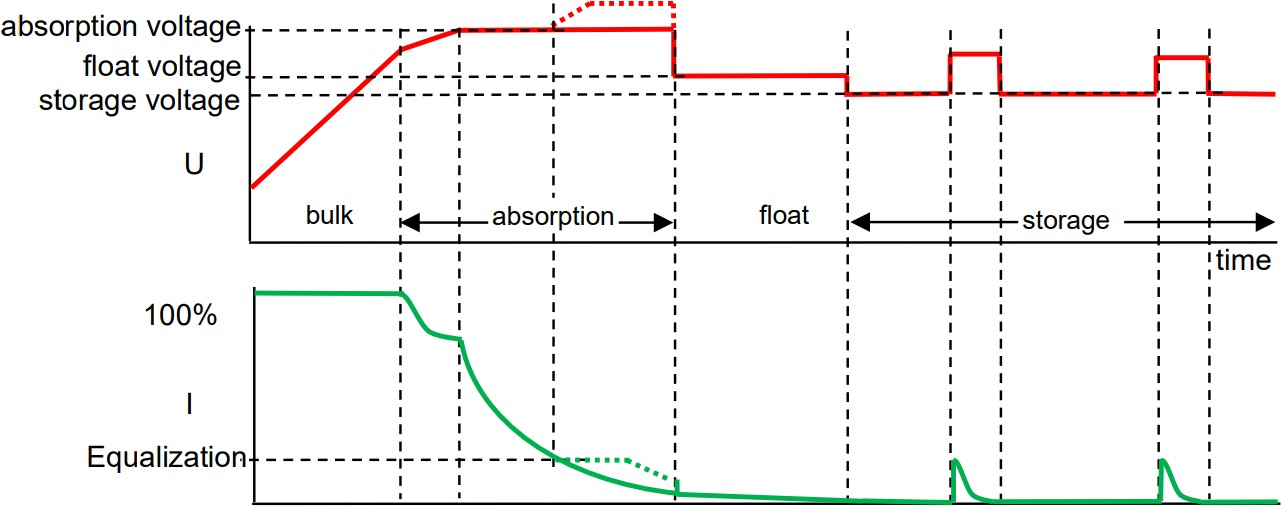 absorption voltage
float voltage
storage voltage
U
bulk
absorption
float
storage
time
100%
I
Equalization